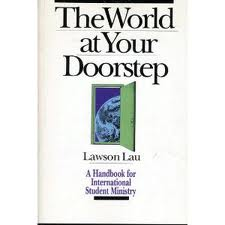 The World
at Your
Doorstep
Lawson Lau
A Handbook for
International
Student Ministry